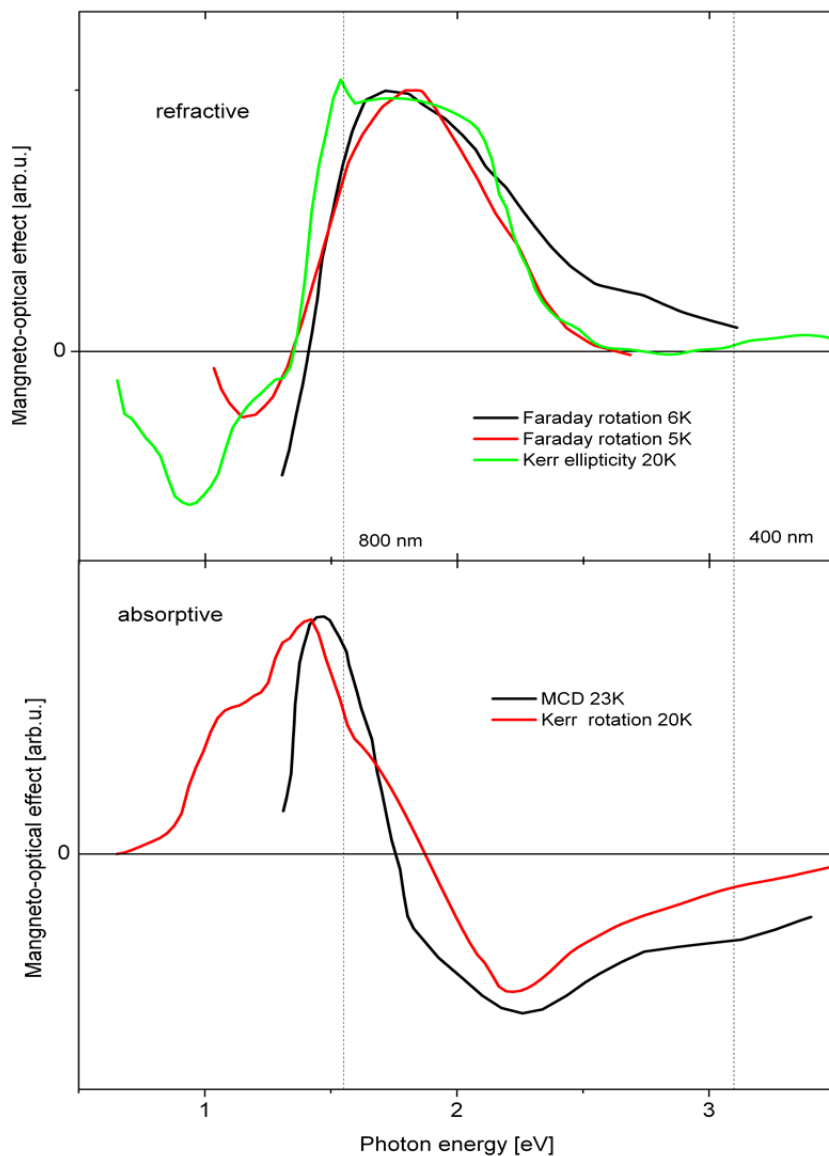 Mangneto-optical effect [arb.u.]
refractive
0
Faraday rotation 6K
Faraday rotation 5K
Kerr ellipticity 20K
800 nm
400 nm
Mangneto-optical effect [arb.u.]
absorptive
MCD 23K
Kerr rotation 20K
0
1
2
3
Photon energy [eV]